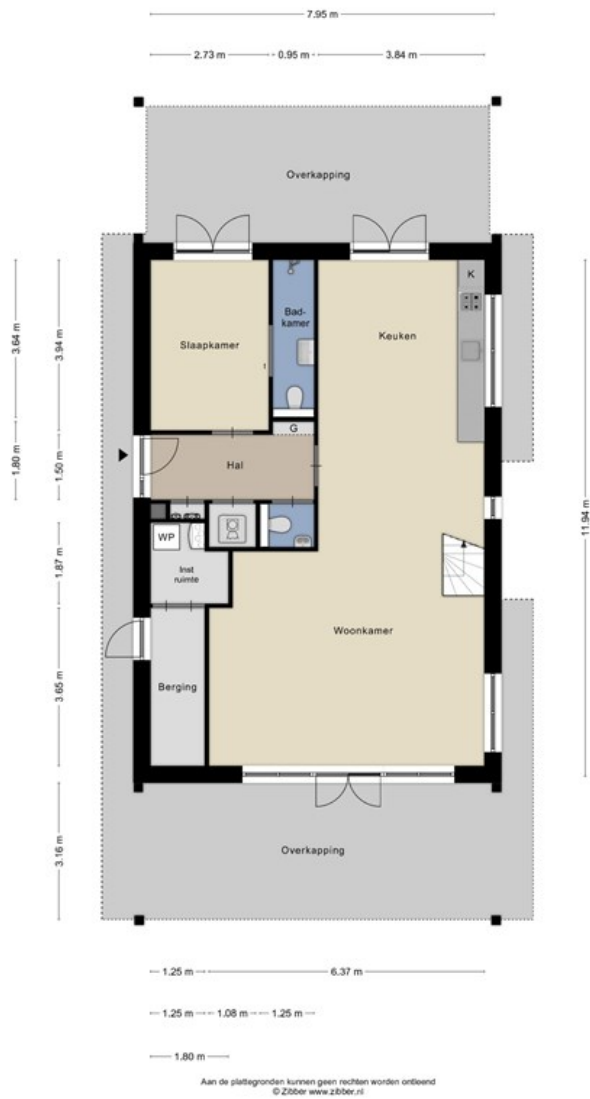 7.95 m
2.73 m
0.95 m
3.84 m
Overkapping
K
Bad-
kamer
Keuken
Slaapkamer
3.64 m
3.94 m
G
Hal
1.80 m
1.50 m
11.94 m
WP
Inst
ruimte
1.87 m
Woonkamer
Berging
3.65 m
Overkapping
3.16 m
1.25 m
6.37 m
1.25 m
1.08 m
1.25 m
1.80 m
Aan de plattegronden kunnen geen rechten worden ontleend
© Zibber www.zibber.nl